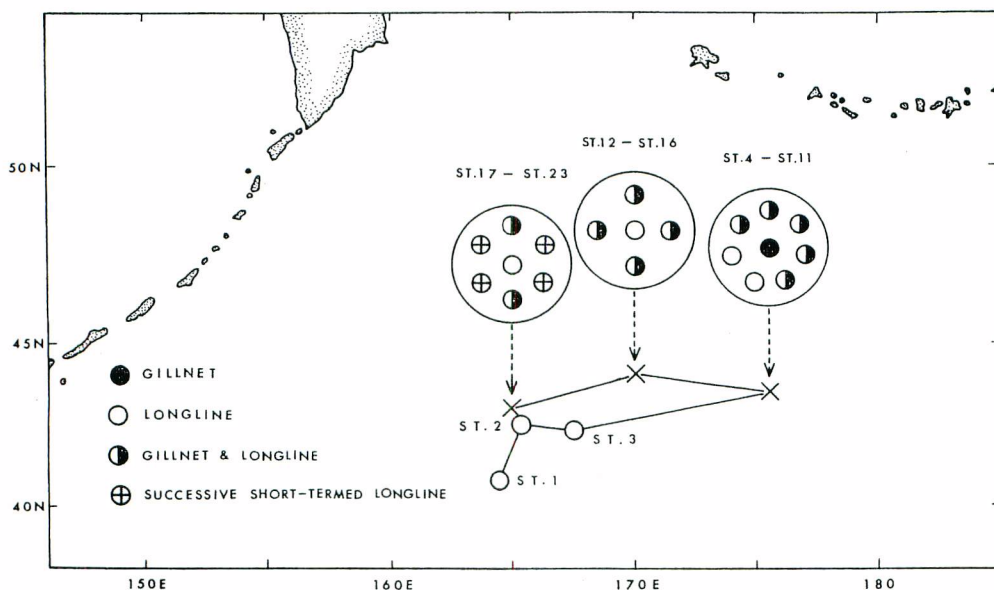 ST.12 – ST.16
ST.17 – ST.23
ST.4 – ST.11
50N
45N
40N
GILLNET
LONGLINE
GILLNET & LONGLINE
SUCCESSIVE SHORT-TERMED LONGLINE
ST.2
ST.3
ST.1
150E
160E
170E
180